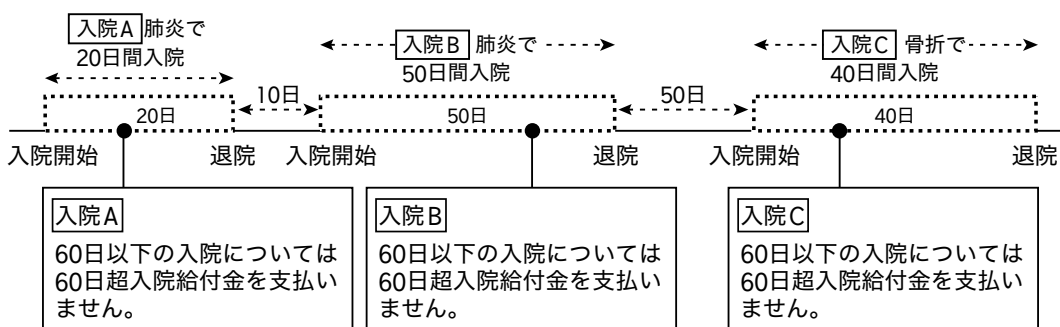 入院A 肺炎で
20日間入院
入院B 肺炎で
50日間入院
入院C 骨折で
40日間入院
10日
50日
20日
50日
40日
入院開始
退院
入院開始
退院
入院開始
退院
入院A
60日以下の入院については
60日超入院給付金を支払い
ません。
入院B
60日以下の入院については
60日超入院給付金を支払い
ません。
入院C
60日以下の入院については
60日超入院給付金を支払い
ません。